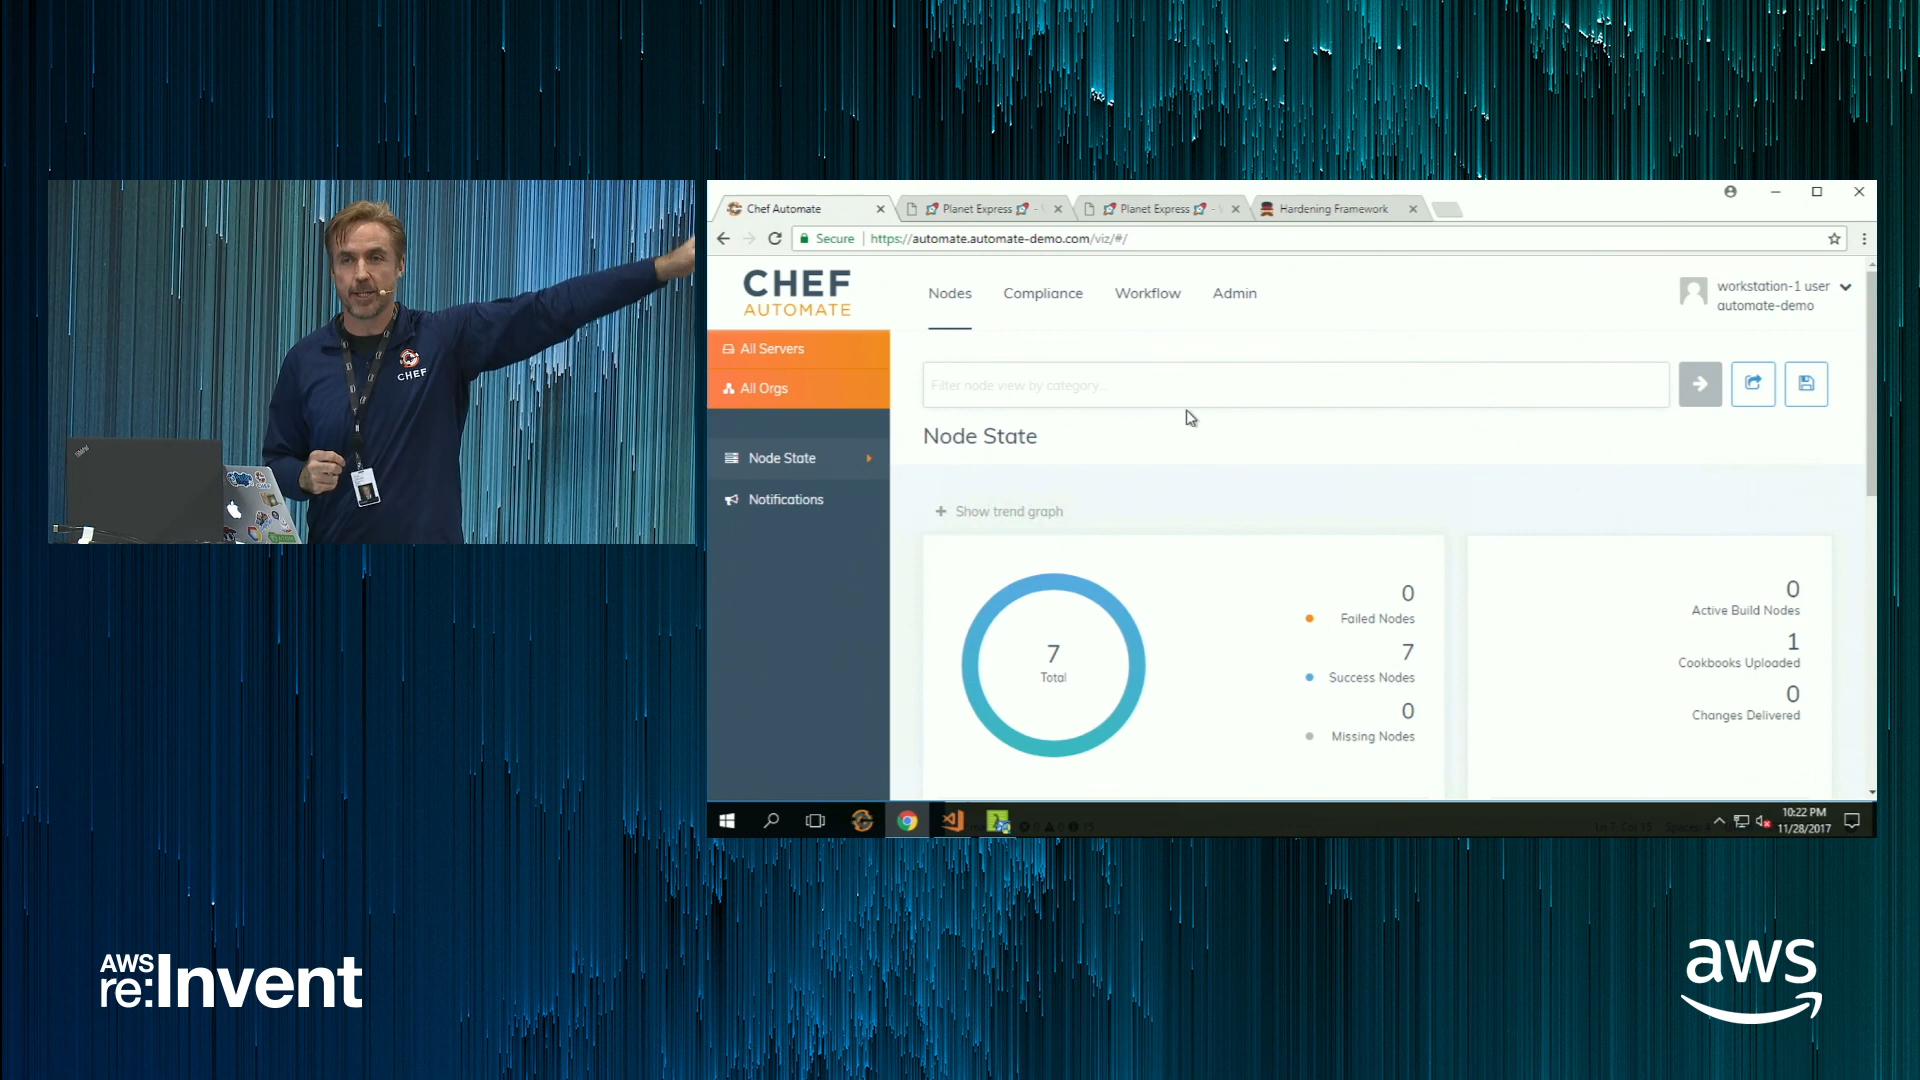 CHEF
Chef Automate
Planet Express
Planet Express
Hardening Framework
Secure
https://automate.automate-demo.com/viz/#/
CHEF
AUTOMATE
Nodes
Compliance
Workflow
Admin
workstation-1 user
automate-demo
All Servers
All Orgs
Node State
Notifications
Filter node view by category...
Node State
+ Show trend graph
7
Total
0
Failed Nodes
7
Success Nodes
0
Missing Nodes
0
Active Build Nodes
1
Cookbooks Uploaded
0
Changes Delivered
10:22 PM
11/28/2017
AWS
re:Invent
aws